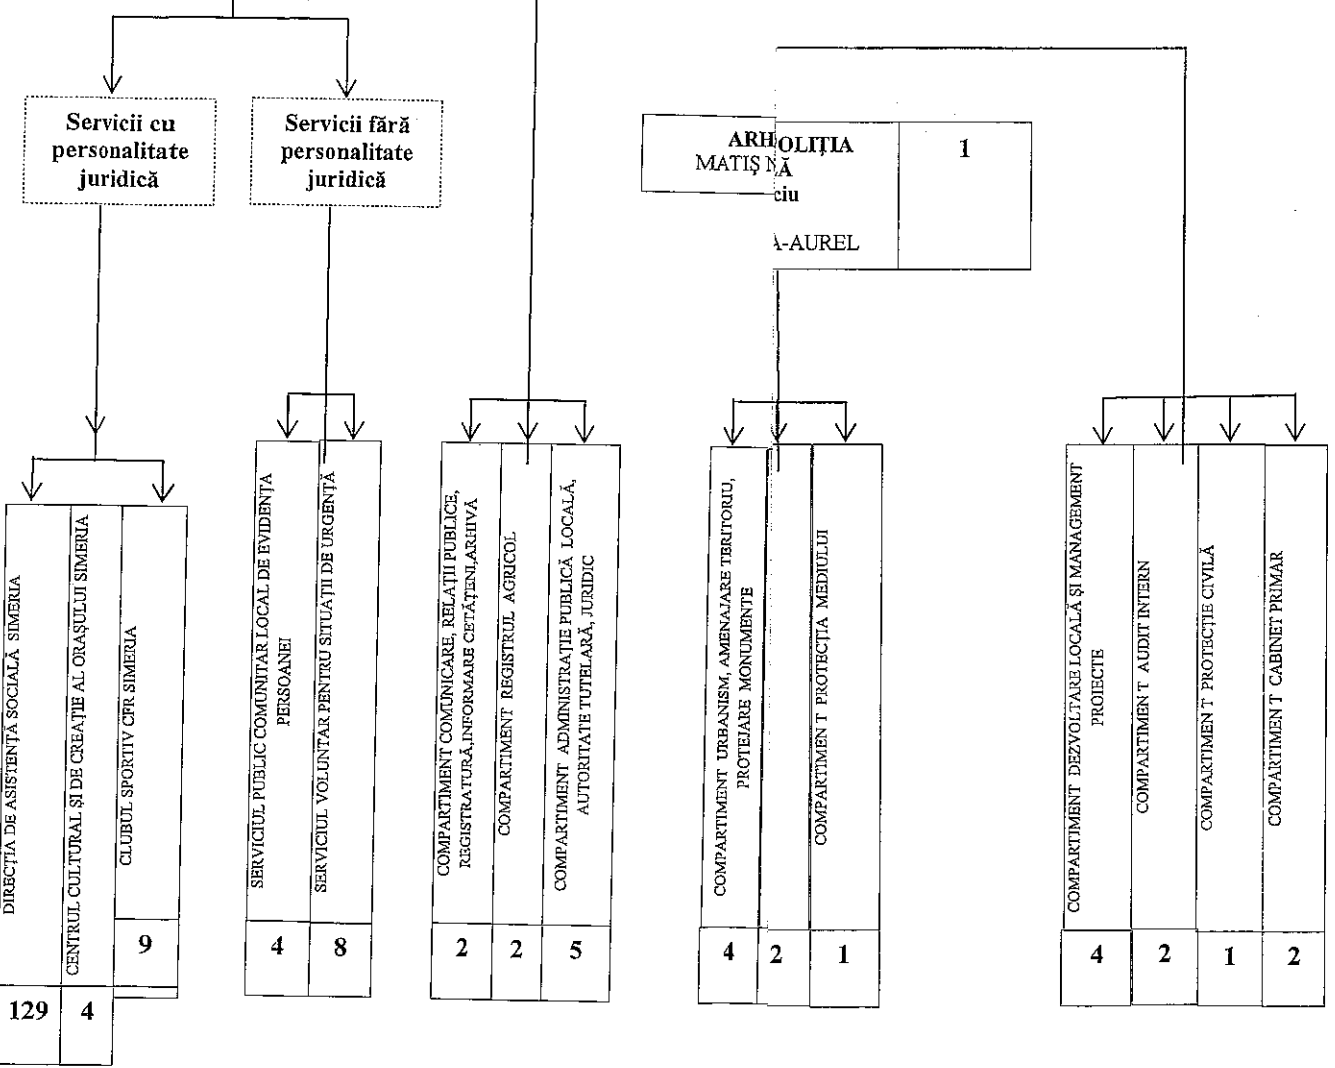 Servicii cu
personalitate
juridică
Servicii fără
personalitate
juridică
ARH
MATIȘ N
OLIȚIA
Ă
ciu
-AUREL
1
DIRECȚIA DE ASISTENȚĂ SOCIALĂ SIMERIA
129
CENTRUL CULTURAL ȘI DE CREAȚIE AL ORAȘULUI SIMERIA
4
CLUBUL SPORTIV CFR SIMERIA
9
SERVICIUL PUBLIC COMUNITAR LOCAL DE EVIDENȚA
PERSOANEI
4
SERVICIUL VOLUNTAR PENTRU SITUAȚII DE URGENȚĂ
8
COMPARTIMENT COMUNICARE, RELAȚII PUBLICE,
REGISTRATURĂ,INFORMARE CETĂȚENI,ARHIVĂ
2
COMPARTIMENT REGISTRUL AGRICOL
2
COMPARTIMENT ADMINISTRAȚIE PUBLICĂ LOCALĂ,
AUTORITATE TUTELARĂ, JURIDIC
5
COMPARTIMENT URBANISM, AMENAJARE TERITORIU,
PROTEJARE MONUMENTE
4
2
COMPARTIMENT PROTECȚIA MEDIULUI
1
COMPARTIMENT DEZVOLTARE LOCALĂ ȘI MANAGEMENT
PROIECTE
4
COMPARTIMENT AUDIT INTERN
2
COMPARTIMENT PROTECȚIE CIVILĂ
1
COMPARTIMENT CABINET PRIMAR
2